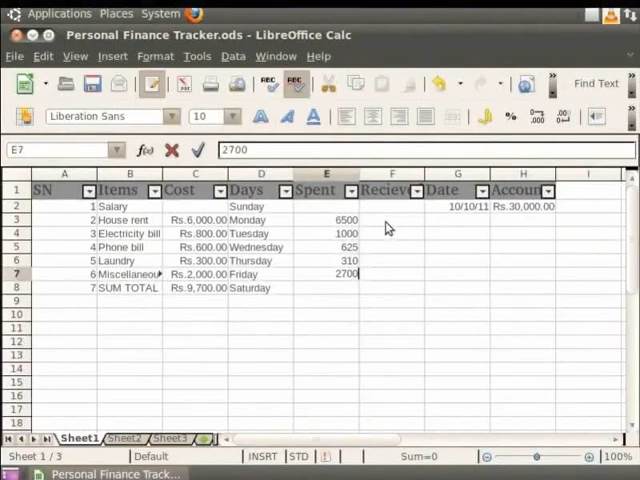 Applications Places System
Personal Finance Tracker.ods - LibreOffice Calc
File Edit View Insert Format Tools Data Window Help
ABC ABC Find Text
Liberation Sans 10 A A A %
E7 f(x) 2700
A B C D E F G H I
1 SN Items Cost Days Spent Recieve Date Accoun
2 1 Salary Sunday 10/10/11 Rs.30,000.00
3 2 House rent Rs.6,000.00 Monday 6500
4 3 Electricity bill Rs.800.00 Tuesday 1000
5 4 Phone bill Rs.600.00 Wednesday 625
6 5 Laundry Rs.300.00 Thursday 310
7 6 Miscellaneou Rs.2,000.00 Friday 2700
8 7 SUM TOTAL Rs.9,700.00 Saturday
9
10
11
12
13
14
15
16
17
18
Sheet1 Sheet2 Sheet3
Sheet 1 / 3 Default INSRT STD Sum=0 100%
Personal Finance Track...